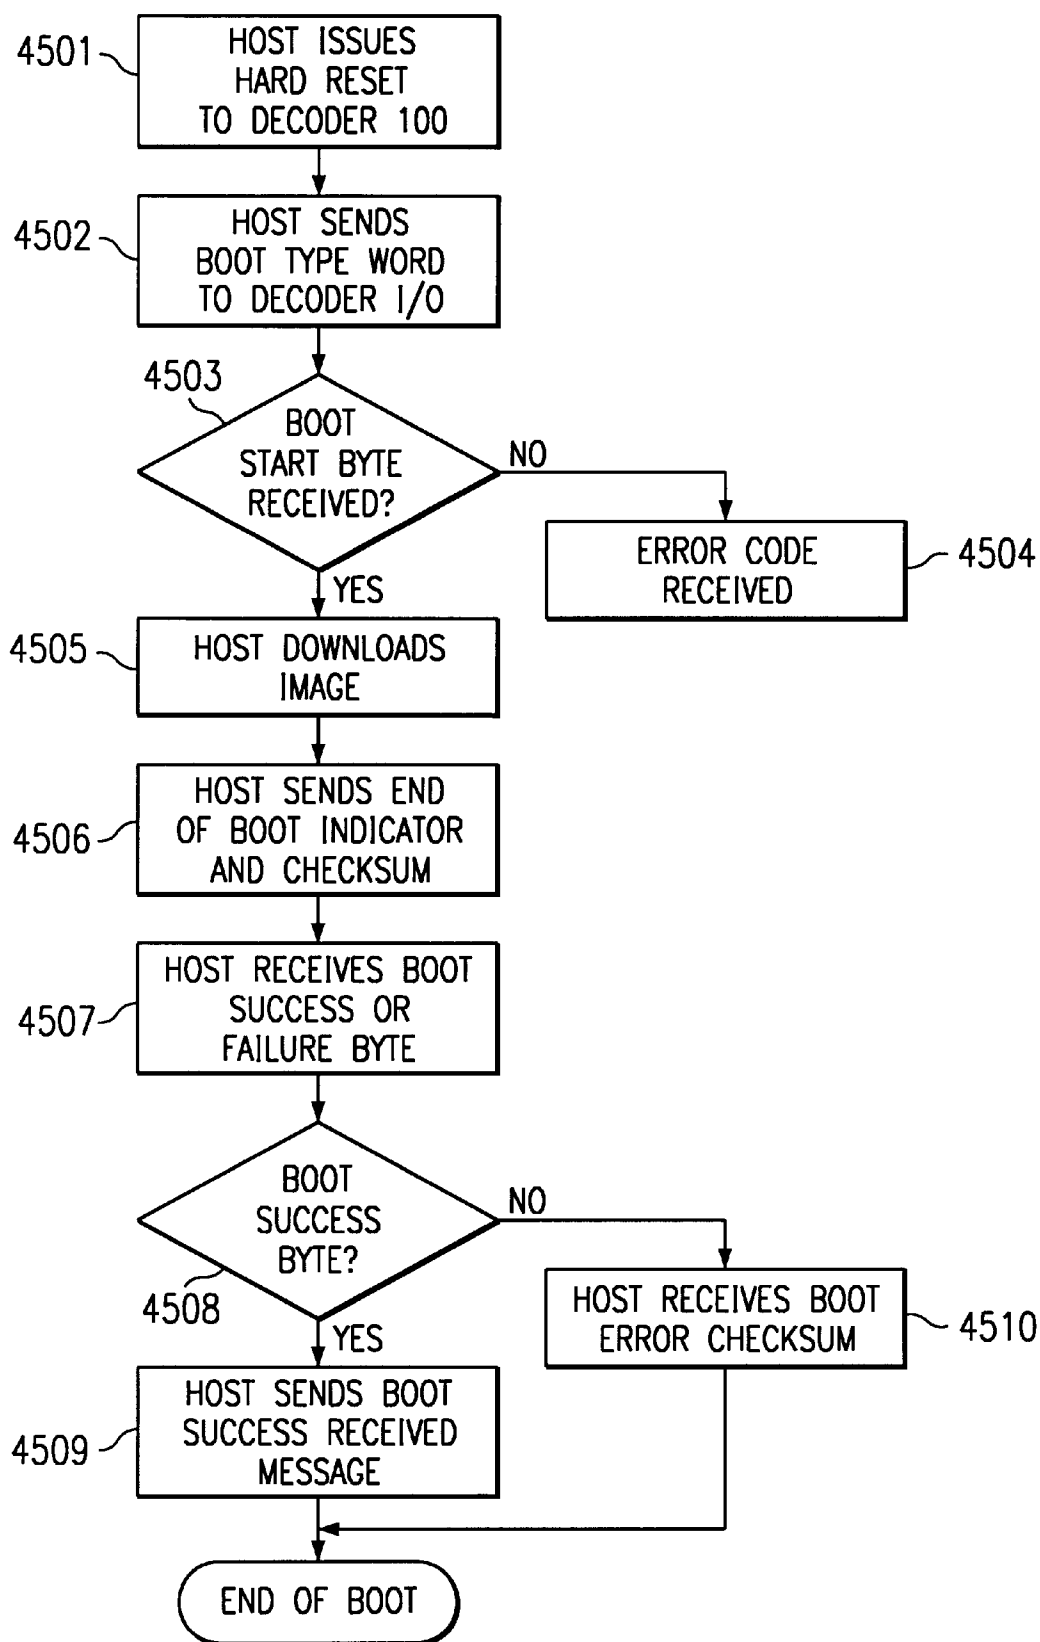 4501
HOST ISSUES
HARD RESET
TO DECODER 100
4502
HOST SENDS
BOOT TYPE WORD
TO DECODER I/O
4503
BOOT
START BYTE
RECEIVED?
NO
ERROR CODE
RECEIVED
4504
YES
4505
HOST DOWNLOADS
IMAGE
4506
HOST SENDS END
OF BOOT INDICATOR
AND CHECKSUM
4507
HOST RECEIVES BOOT
SUCCESS OR
FAILURE BYTE
BOOT
SUCCESS
BYTE?
4508
NO
HOST RECEIVES BOOT
ERROR CHECKSUM
4510
YES
4509
HOST SENDS BOOT
SUCCESS RECEIVED
MESSAGE
END OF BOOT